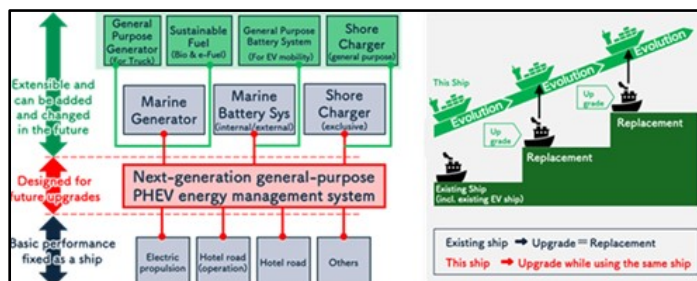 Extensible and
can be added
and changed
in the future
Designed for
future upgrades
Basic performance
fixed as a ship
General
Purpose
Generator
(for Truck)
Sustainable
Fuel
(Bio & e-Fuel)
General Purpose
Battery System
(For EV mobility)
Shore
Charger
(general purpose)
Marine
Generator
Marine
Battery Sys
(internal/external)
Shore
Charger
(exclusive)
Next-generation general-purpose
PHEV energy management system
Electric
propulsion
Hotel road
(operation)
Hotel road
Others
This Ship
Evolution
Evolution
Evolution
Up
grade
Up
grade
Replacement
Replacement
Existing Ship
(incl. existing EV ship)
Existing ship → Upgrade = Replacement
This ship → Upgrade while using the same ship